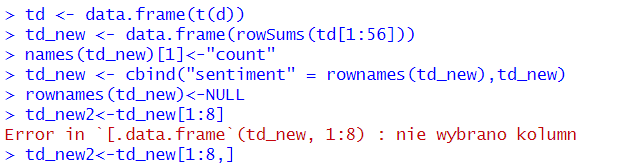 > td <- data.frame(t(d))
> td_new <- data.frame(rowSums(td[1:56]))
> names(td_new)[1]<-"count"
> td_new <- cbind("sentiment" = rownames(td_new),td_new)
> rownames(td_new)<-NULL
> td_new2<-td_new[1:8]
Error in `[.data.frame`(td_new, 1:8) : nie wybrano kolumn
> td_new2<-td_new[1:8,]